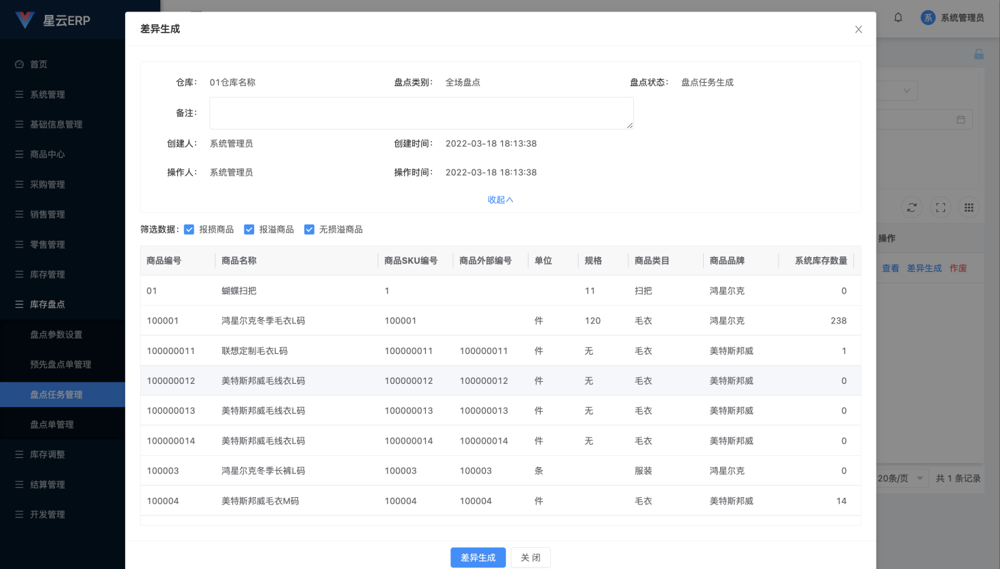 星云ERP
系 系统管理员
差异生成
首页
系统管理
基础信息管理
商品中心
采购管理
销售管理
零售管理
库存管理
库存盘点
盘点参数设置
预先盘点单管理
盘点任务管理
盘点单管理
库存调整
结算管理
开发管理
仓库： 01仓库名称 盘点类别： 全场盘点 盘点状态： 盘点任务生成
备注：
创建人： 系统管理员 创建时间： 2022-03-18 18:13:38
操作人： 系统管理员 操作时间： 2022-03-18 18:13:38
收起
筛选数据： 报损商品 报溢商品 无损溢商品
商品编号 商品名称 商品SKU编号 商品外部编号 单位 规格 商品类目 商品品牌 系统库存数量
01 蝴蝶扫把 1 11 扫把 鸿星尔克 0
100001 鸿星尔克冬季毛衣L码 100001 件 120 毛衣 鸿星尔克 238
100000011 联想定制毛衣L码 100000011 100000011 件 无 毛衣 美特斯邦威 1
100000012 美特斯邦威毛线衣L码 100000012 100000012 件 无 毛衣 美特斯邦威 0
100000013 美特斯邦威毛线衣L码 100000013 100000013 件 无 毛衣 美特斯邦威 0
100000014 美特斯邦威毛线衣L码 100000014 100000014 件 无 毛衣 美特斯邦威 0
100003 鸿星尔克冬季长裤L码 100003 100003 条 服装 鸿星尔克 0
100004 美特斯邦威毛衣M码 100004 100004 件 毛衣 美特斯邦威 14
差异生成 关 闭
操作
查看 差异生成 作废
20条/页 共 1 条记录